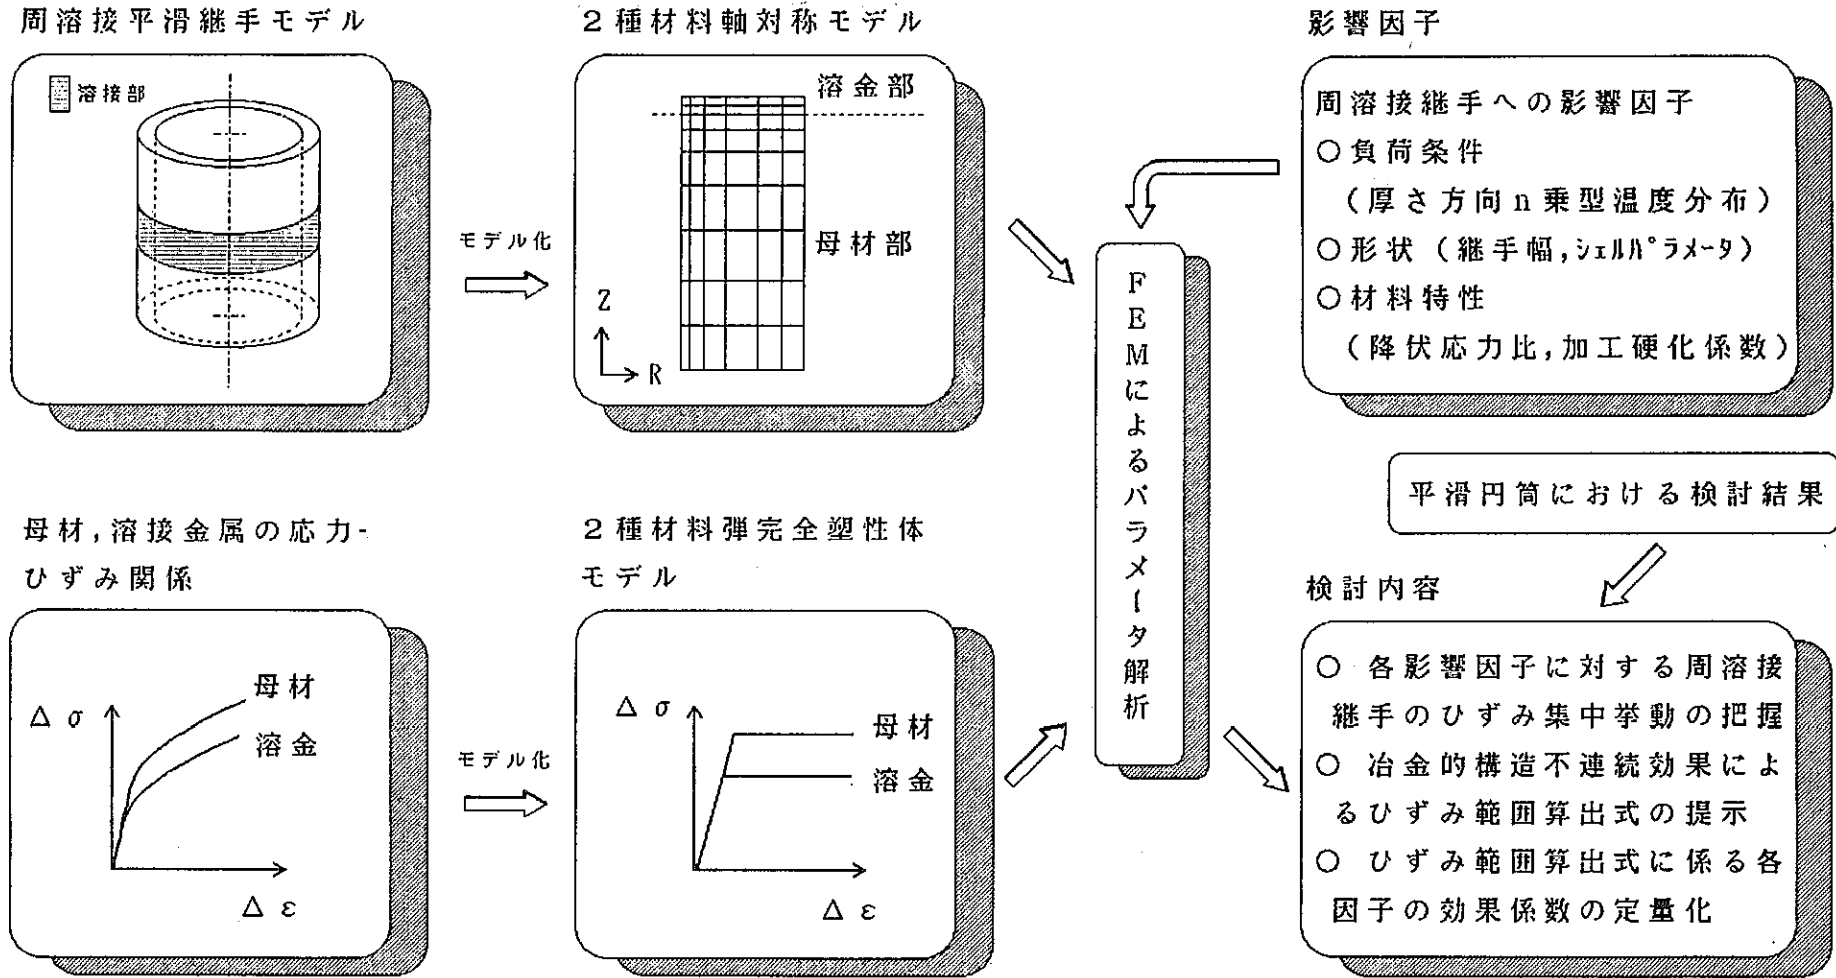 周溶接平滑継手モデル
溶接部
モデル化
2種材料軸対称モデル
溶金部
母材部
Z
R
影響因子
周溶接継手への影響因子
○負荷条件
(厚さ方向n乗型温度分布)
○形状(継手幅,シェルパラメータ)
○材料特性
(降伏応力比,加工硬化係数)
FEMによるパラメータ解析
平滑円筒における検討結果
母材,溶接金属の応力-
ひずみ関係
Δσ
母材
溶金
Δε
モデル化
2種材料弾完全塑性体
モデル
Δσ
母材
溶金
Δε
検討内容
○ 各影響因子に対する周溶接
継手のひずみ集中挙動の把握
○ 冶金的構造不連続効果によ
るひずみ範囲算出式の提示
○ ひずみ範囲算出式に係る各
因子の効果係数の定量化